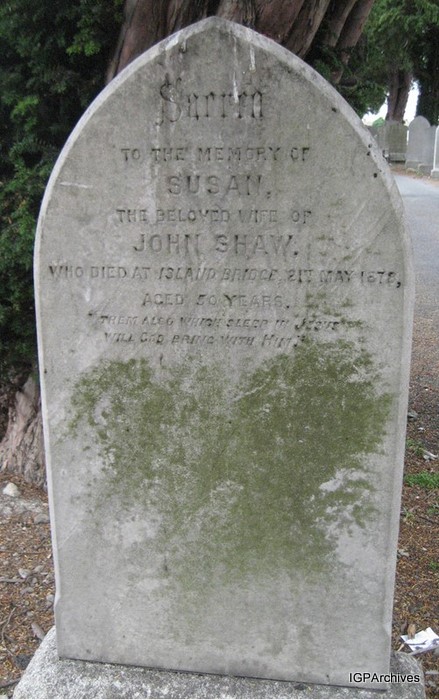 Sacred
TO THE MEMORY OF
SUSAN,
THE BELOVED WIFE OF
JOHN SHAW,
WHO DIED AT ISLAND BRIDGE, 21ST MAY 1878,
AGED 50 YEARS.
"THEM ALSO WHICH SLEEP IN JESUS
WILL GOD BRING WITH HIM."
IGPArchives